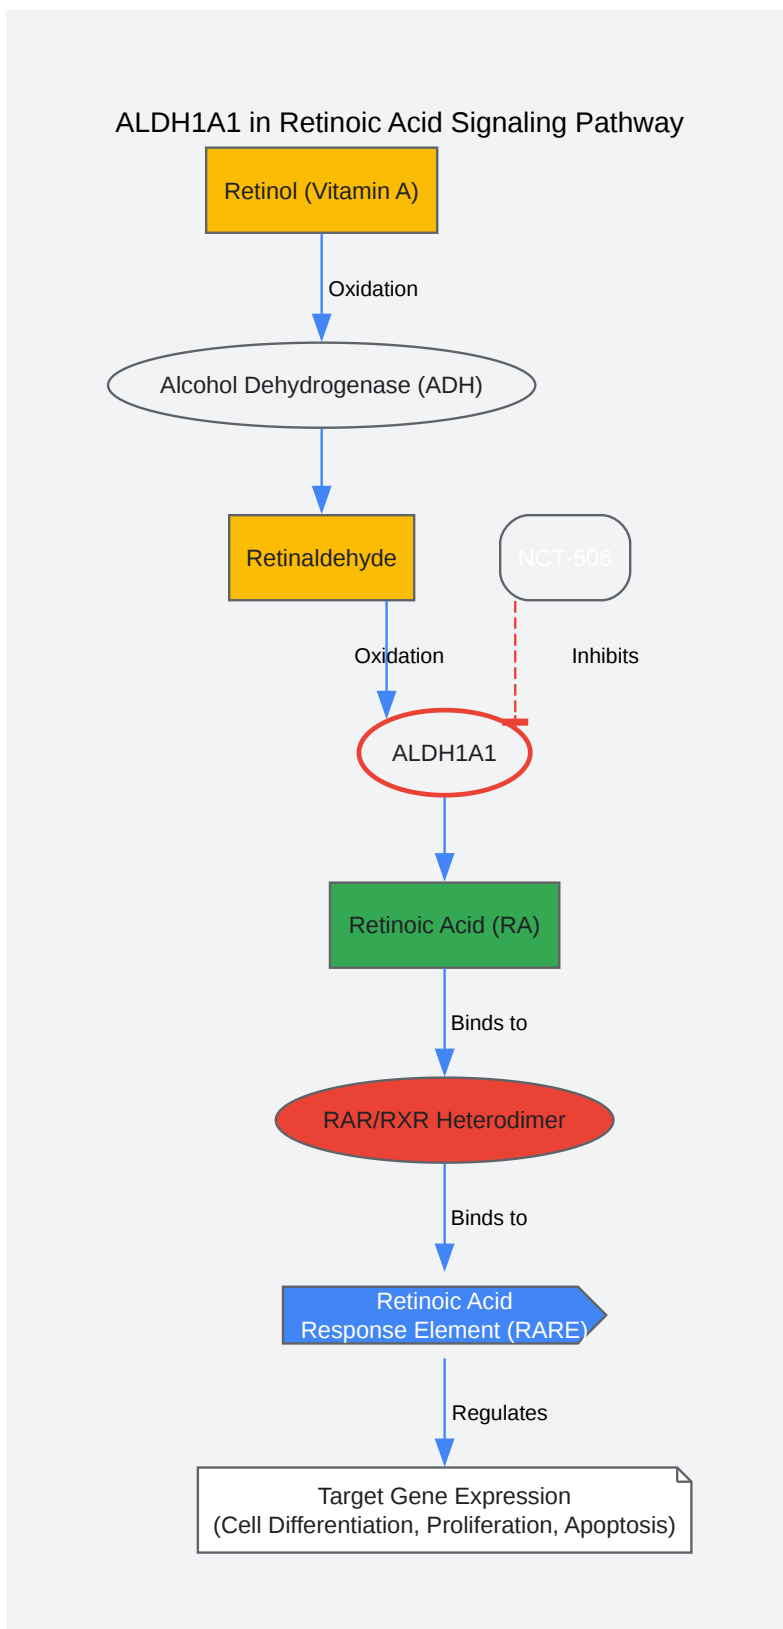 ALDH1A1 in Retinoic Acid Signaling Pathway
Retinol (Vitamin A)
Oxidation
Alcohol Dehydrogenase (ADH)
Retinaldehyde
NCT-506
Oxidation
Inhibits
ALDH1A1
Retinoic Acid (RA)
Binds to
RAR/RXR Heterodimer
Binds to
Retinoic Acid
Response Element (RARE)
Regulates
Target Gene Expression
(Cell Differentiation, Proliferation, Apoptosis)